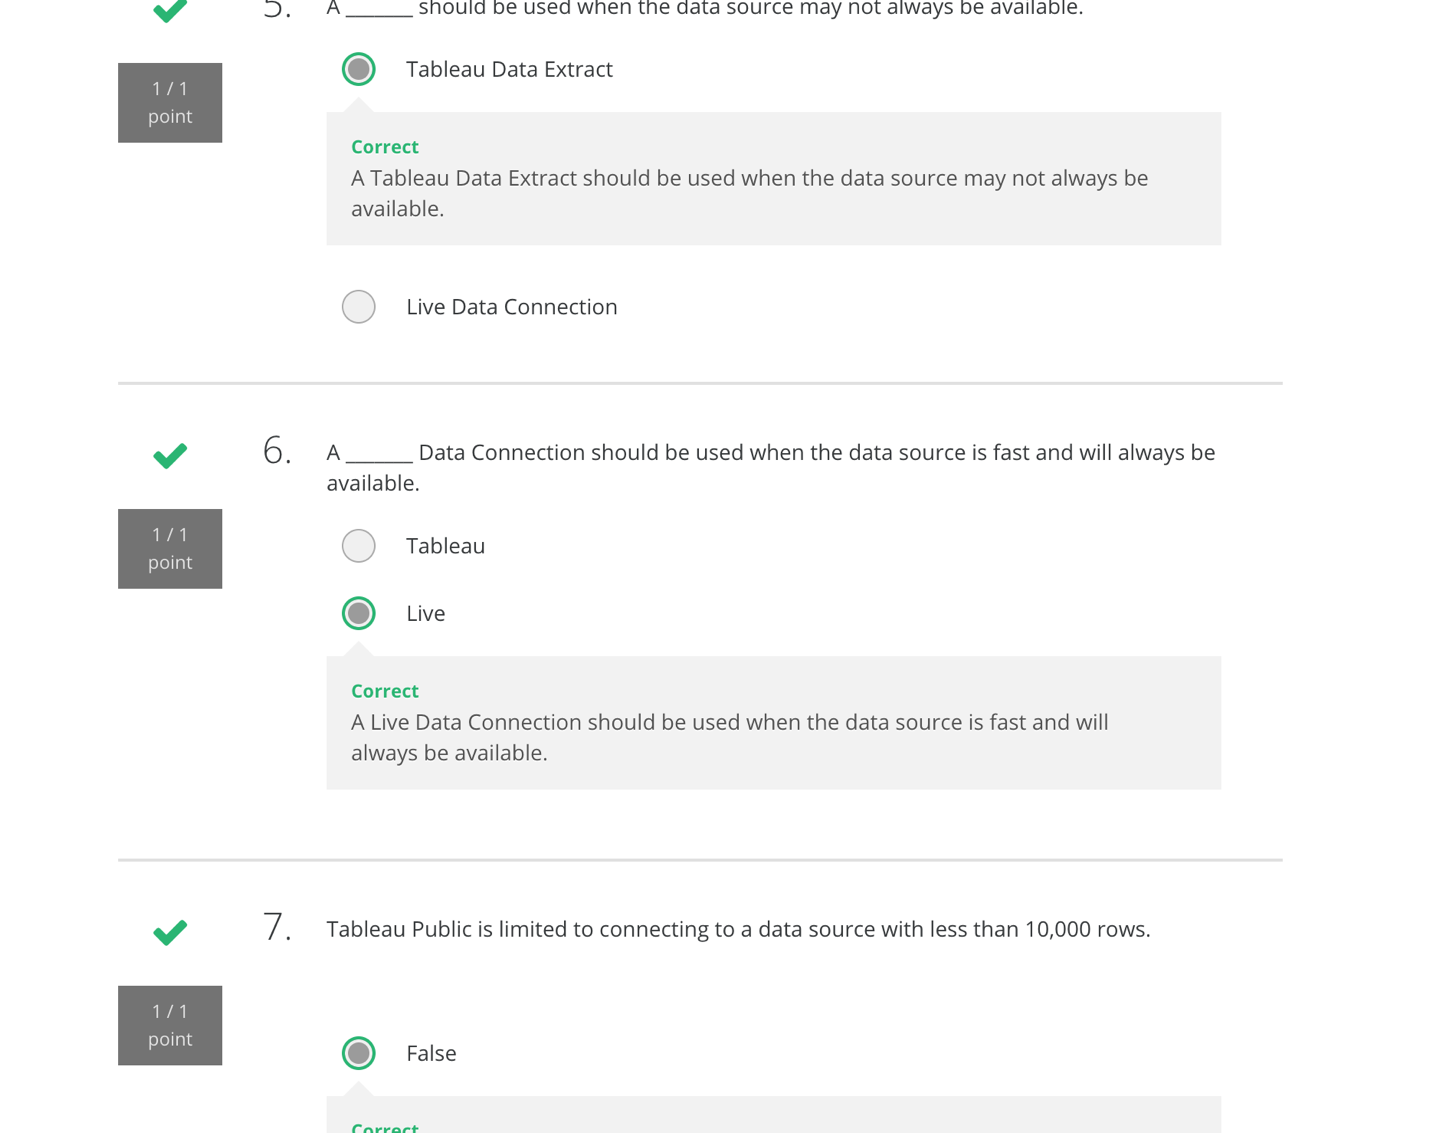 5. A ______ should be used when the data source may not always be available.
Tableau Data Extract
1 / 1
point
Correct
A Tableau Data Extract should be used when the data source may not always be
available.
Live Data Connection
6. A ______ Data Connection should be used when the data source is fast and will always be
available.
1 / 1
point
Tableau
Live
Correct
A Live Data Connection should be used when the data source is fast and will
always be available.
7. Tableau Public is limited to connecting to a data source with less than 10,000 rows.
1 / 1
point
False
Correct